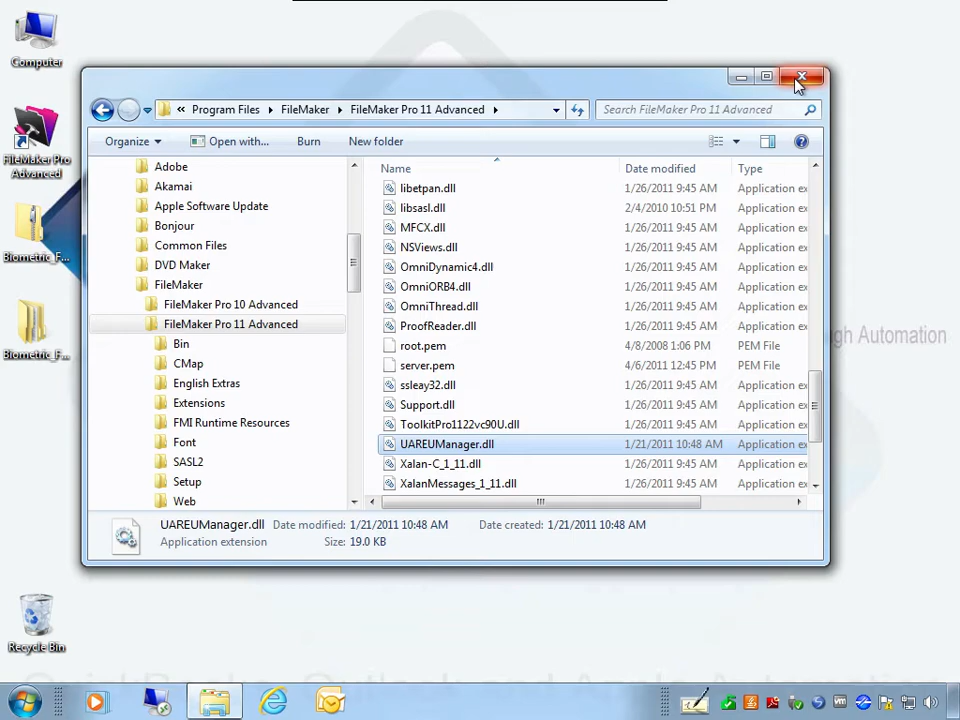 Computer
FileMaker Pro
Advanced
Biometric_F...
Biometric_F...
Recycle Bin
« Program Files FileMaker FileMaker Pro 11 Advanced
Search FileMaker Pro 11 Advanced
Organize Open with... Burn New folder
Adobe
Akamai
Apple Software Update
Bonjour
Common Files
DVD Maker
FileMaker
FileMaker Pro 10 Advanced
FileMaker Pro 11 Advanced
Bin
CMap
English Extras
Extensions
FMI Runtime Resources
Font
SASL2
Setup
Web
Name Date modified Type
libetpan.dll 1/26/2011 9:45 AM Application ex
libsasl.dll 2/4/2010 10:51 PM Application ex
MFCX.dll 1/26/2011 9:45 AM Application ex
NSViews.dll 1/26/2011 9:45 AM Application ex
OmniDynamic4.dll 1/26/2011 9:45 AM Application ex
OmniORB4.dll 1/26/2011 9:45 AM Application ex
OmniThread.dll 1/26/2011 9:45 AM Application ex
ProofReader.dll 1/26/2011 9:45 AM Application ex
root.pem 4/8/2008 1:06 PM PEM File
server.pem 4/6/2011 12:45 PM PEM File
ssleay32.dll 1/26/2011 9:45 AM Application ex
Support.dll 1/26/2011 9:45 AM Application ex
ToolkitPro1122vc90U.dll 1/26/2011 9:45 AM Application ex
UAREUManager.dll 1/21/2011 10:48 AM Application ex
Xalan-C_1_11.dll 1/26/2011 9:45 AM Application ex
XalanMessages_1_11.dll 1/26/2011 9:45 AM Application ex
UAREUManager.dll Date modified: 1/21/2011 10:48 AM Date created: 1/21/2011 10:48 AM
Application extension Size: 19.0 KB
ugh Automation